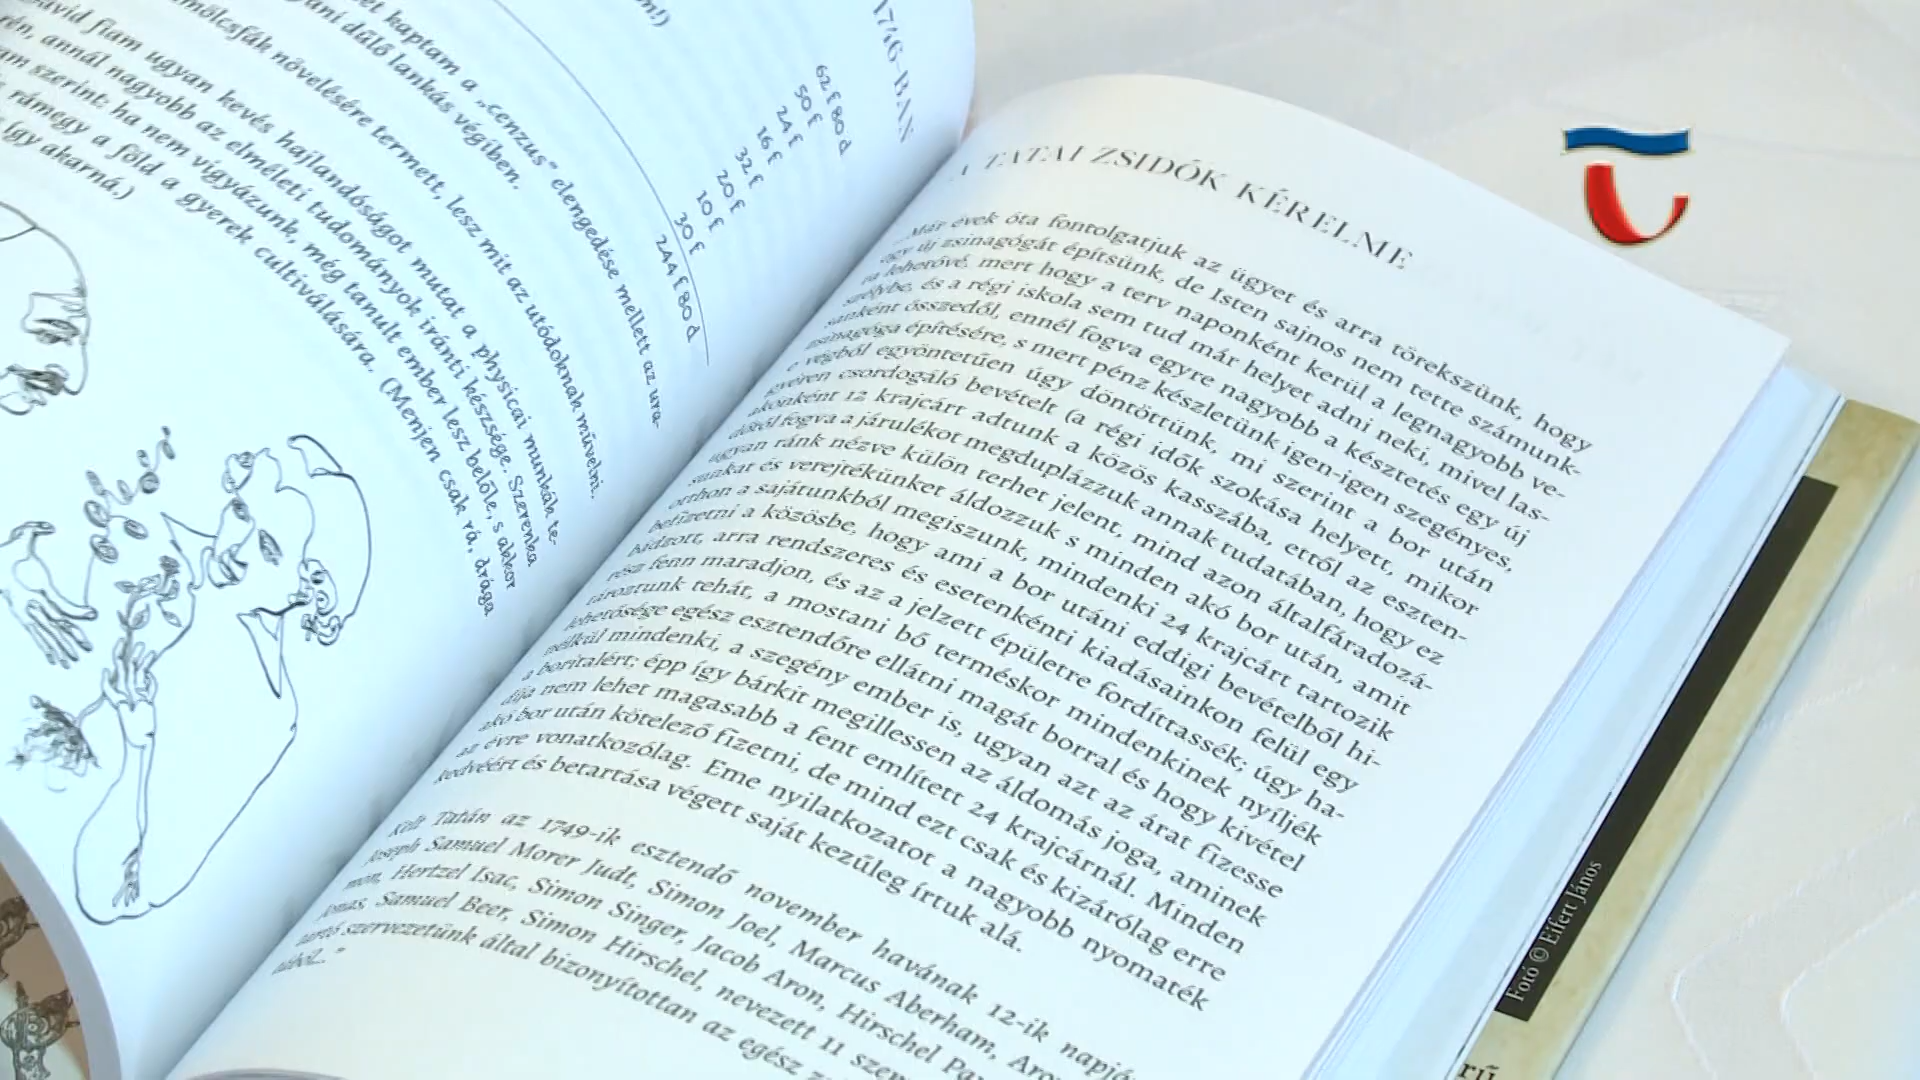 m!)
et kaptam a „cenzus" elengedése mellett az ura-
ani dűlő lankás végiben.
mölcsfák növelésére termett, lesz mit az utódoknak művelni.
David fiam ugyan kevés hajlandóságot mutat a physicai munkák te-
rén, annál nagyobb az elméleti tudományok iránti készsége. Szerenka
am szerint: ha nem vigyázunk, még tanult ember lesz belőle, s akkor
rámegy a föld a gyerek cultiválására. (Menjen csak rá, drága
így akarná.)
1746-BAN
62 f 80 d
50 f
24 f
16 f
32 f
20 f
10 f
30 f
244 f 80 d
A TATAI ZSIDÓK KÉRELME
„Már évek óta fontolgatjuk az ügyet és arra törekszünk, hogy
egy új zsinagógát építsünk, de Isten sajnos nem tette számunk-
ra lehetővé, mert hogy a terv naponként kerül a legnagyobb ve-
szélybe, és a régi iskola sem tud már helyet adni neki, mivel las-
sanként összedől, ennél fogva egyre nagyobb a késztetés egy új
zsinagóga építésére, s mert pénz készletünk igen-igen szegényes,
e végből egyöntetűen úgy döntöttünk, mi szerint a bor után
gyéren csordogáló bevételt (a régi idők szokása helyett, mikor
akónként 12 krajcárt adtunk a közös kasszába, ettől az eszten-
dőtől fogva a járulékot megduplázzuk annak tudatában, hogy ez
ugyan ránk nézve külön terhet jelent, mind azon általfáradozá-
sunkat és verejtékünket áldozzuk s minden akó bor után, amit
otthon a sajátunkból megiszunk, mindenki 24 krajcárt tartozik
befizetni a közösbe, hogy ami a bor utáni eddigi bevételből hi-
bádzott, arra rendszeres és esetenkénti kiadásainkon felül egy
rész fenn maradjon, és az a jelzett épületre fordíttassék; úgy ha-
tároztunk tehát, a mostani bő terméskor mindenkinek nyíljék
lehetősége egész esztendőre ellátni magát borral és hogy kivétel
nélkül mindenki, a szegény ember is, ugyan azt az árat fizesse
a boritalért; épp így bárkit megillessen az áldomás joga, aminek
díja nem lehet magasabb a fent említett 24 krajcárnál. Minden
akó bor után kötelező fizetni, de mind ezt csak és kizárólag erre
az évre vonatkozólag. Eme nyilatkozatot a nagyobb nyomaték
kedvéért és betartása végett saját kezűleg írtuk alá.
Kelt Tatán az 1749-ik esztendő november havának 12-ik napján
Joseph Samuel Morer Judt, Simon Joel, Marcus Aberham, Aron
mon, Hertzel Isac, Simon Singer, Jacob Aron, Hirschel Pa
Jonas, Samuel Beer, Simon Hirschel, nevezett 11 szem
tartó szervezetünk által bizonyítottan az egész
Fotó © Eifert János
rű